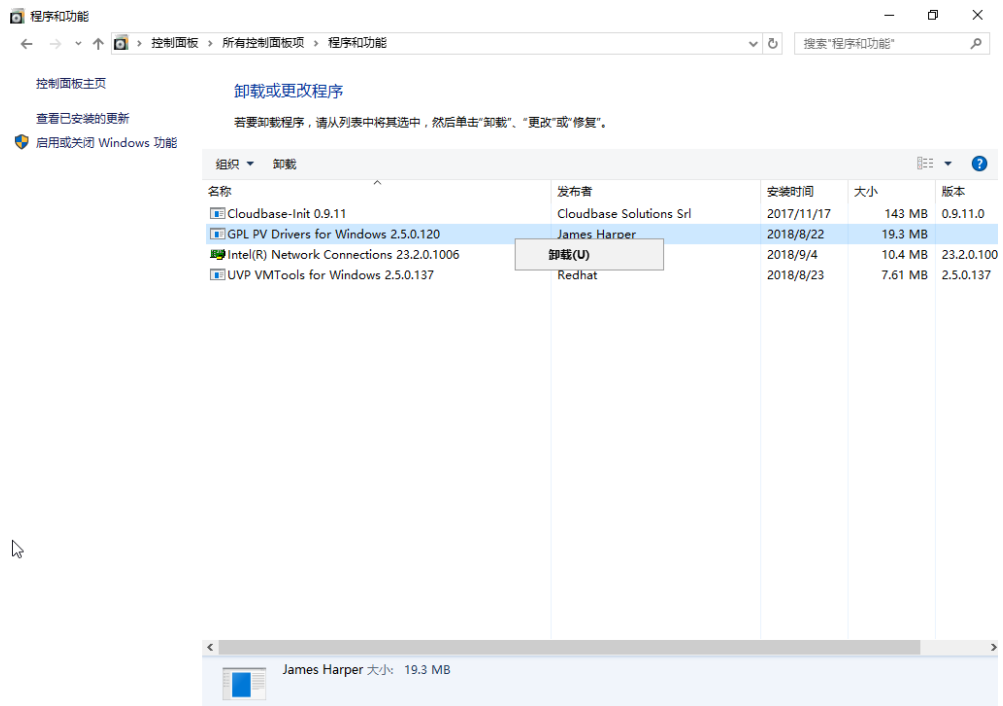 程序和功能
控制面板 › 所有控制面板项 › 程序和功能
搜索"程序和功能"
控制面板主页
查看已安装的更新
启用或关闭 Windows 功能
卸载或更改程序
若要卸载程序，请从列表中将其选中，然后单击“卸载”、“更改”或“修复”。
组织 卸载
名称 发布者 安装时间 大小 版本
Cloudbase-Init 0.9.11 Cloudbase Solutions Srl 2017/11/17 143 MB 0.9.11.0
GPL PV Drivers for Windows 2.5.0.120 James Harper 2018/8/22 19.3 MB
Intel(R) Network Connections 23.2.0.1006 卸载(U) 2018/9/4 10.4 MB 23.2.0.100
UVP VMTools for Windows 2.5.0.137 Redhat 2018/8/23 7.61 MB 2.5.0.137
James Harper 大小: 19.3 MB